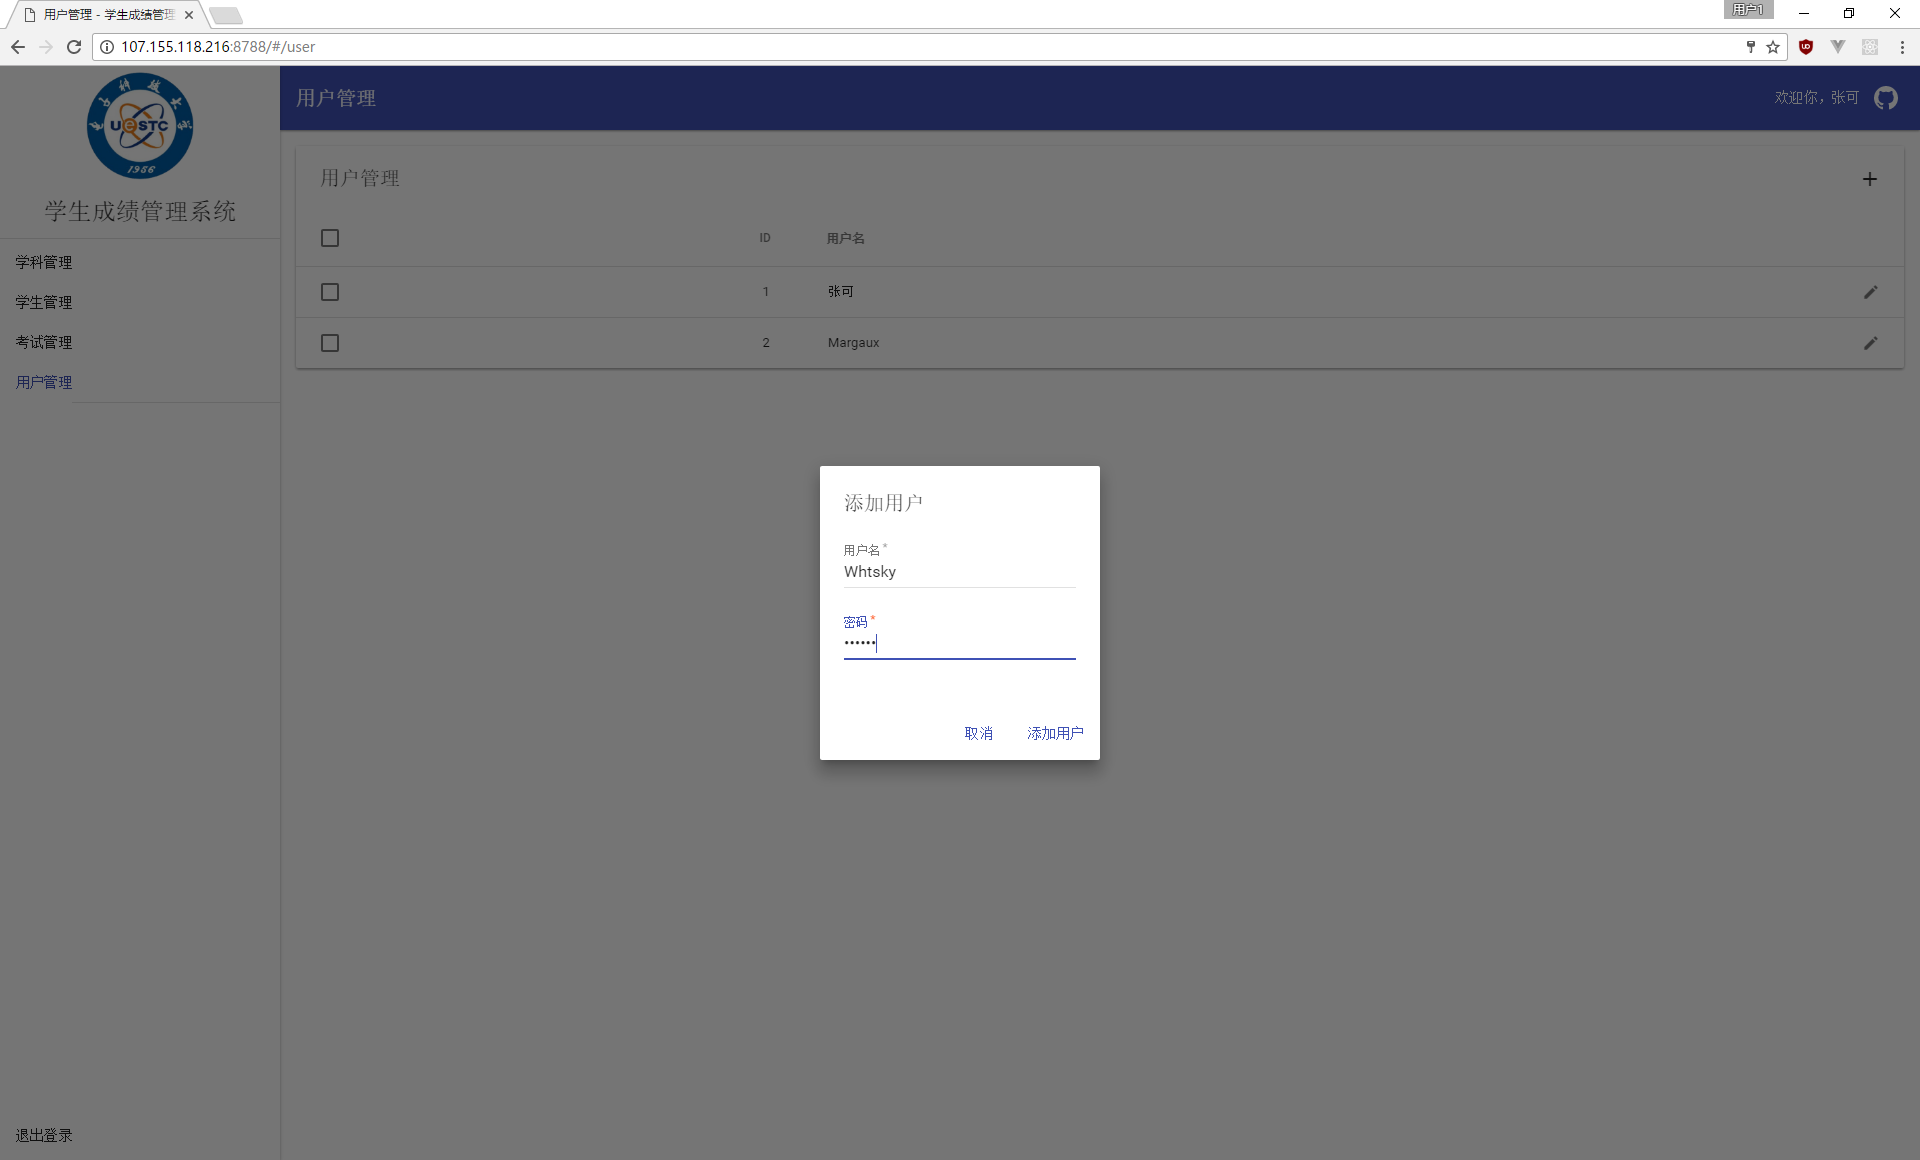 用户管理 - 学生成绩管理
用户1
107.155.118.216:8788/#/user
UESTC
1956
学生成绩管理系统
学科管理
学生管理
考试管理
用户管理
退出登录
用户管理
欢迎你，张可
用户管理
ID 用户名
1 张可
2 Margaux
添加用户
用户名 *
Whtsky
密码 *
••••••
取消 添加用户